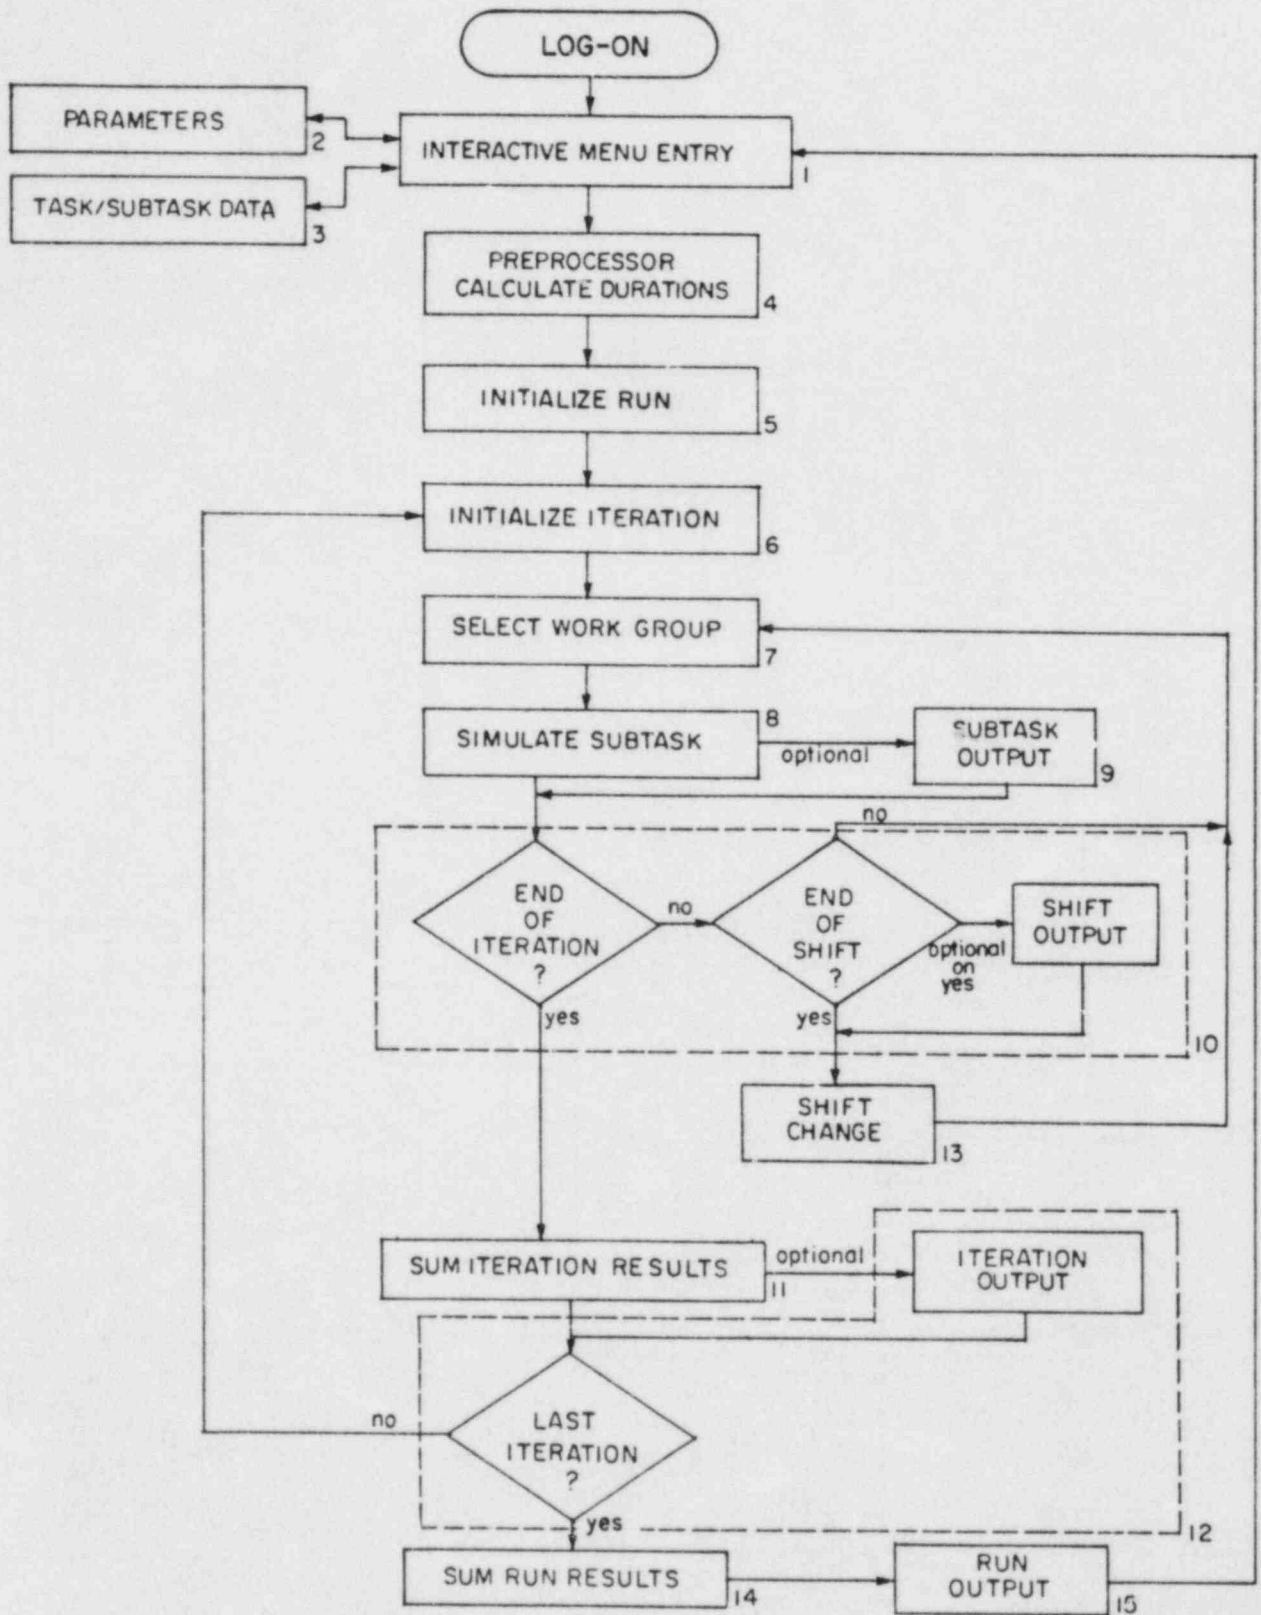 LOG-ON
PARAMETERS
2
INTERACTIVE MENU ENTRY
1
TASK/SUBTASK DATA
3
PREPROCESSOR
CALCULATE DURATIONS
4
INITIALIZE RUN
5
INITIALIZE ITERATION
6
SELECT WORK GROUP
7
SIMULATE SUBTASK
8
optional
SUBTASK
OUTPUT
9
no
END
OF
ITERATION
?
no
END
OF
SHIFT
?
optional
on
yes
SHIFT
OUTPUT
yes
yes
10
SHIFT
CHANGE
13
SUM ITERATION RESULTS
11
optional
ITERATION
OUTPUT
no
LAST
ITERATION
?
yes
12
SUM RUN RESULTS
14
RUN
OUTPUT
15